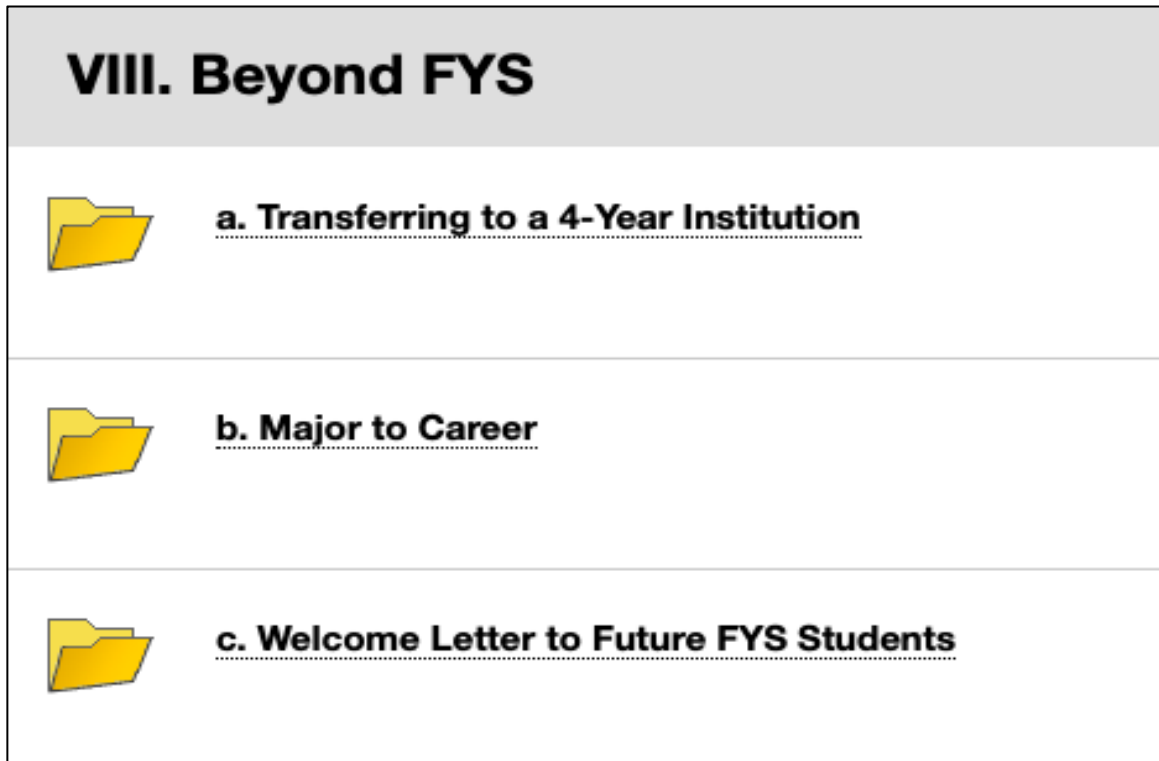 VIII. Beyond FYS
a. Transferring to a 4-Year Institution
b. Major to Career
c. Welcome Letter to Future FYS Students